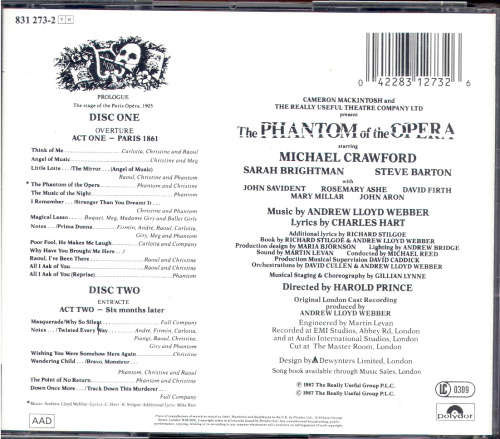 831 273-2
PROLOGUE
The stage of the Paris Opéra, 1905
DISC ONE
OVERTURE
ACT ONE – PARIS 1861
Think of Me Carlotta, Christine and Raoul
Angel of Music Christine and Meg
Little Lotte... /The Mirror... (Angel of Music)
Raoul, Christine and Phantom
* The Phantom of the Opera Phantom and Christine
The Music of the Night Phantom
I Remember... /Stranger Than You Dreamt It...
Christine and Phantom
Magical Lasso Buquet, Meg, Madame Giry and Ballet Girls
Notes... /Prima Donna Firmin, André, Raoul, Carlotta,
Giry, Meg and Phantom
Poor Fool, He Makes Me Laugh Carlotta and Company
Why Have You Brought Me Here... /
Raoul, I've Been There Raoul and Christine
All I Ask of You Raoul and Christine
All I Ask of You (Reprise) Phantom
DISC TWO
ENTR'ACTE
ACT TWO – Six months later
Masquerade/Why So Silent Full Company
Notes... /Twisted Every Way André, Firmin, Carlotta,
Piangi, Raoul, Christine,
Giry and Phantom
Wishing You Were Somehow Here Again Christine
Wandering Child... /Bravo, Monsieur...
Phantom, Christine and Raoul
The Point of No Return Phantom and Christine
Down Once More... /Track Down This Murderer...
Full Company
AAD
0 42283 12732 6
CAMERON MACKINTOSH and
THE REALLY USEFUL THEATRE COMPANY LTD
present
The PHANTOM of the OPERA
starring
MICHAEL CRAWFORD
SARAH BRIGHTMAN STEVE BARTON
with
JOHN SAVIDENT ROSEMARY ASHE DAVID FIRTH
MARY MILLAR JOHN ARON
Music by ANDREW LLOYD WEBBER
Lyrics by CHARLES HART
Additional lyrics by RICHARD STILGOE
Book by RICHARD STILGOE & ANDREW LLOYD WEBBER
Production design by MARIA BJÖRNSON Lighting by ANDREW BRIDGE
Sound by MARTIN LEVAN Conducted by MICHAEL REED
Production Musical Supervision DAVID CADDICK
Orchestrations by DAVID CULLEN & ANDREW LLOYD WEBBER
Musical Staging & Choreography by GILLIAN LYNNE
Directed by HAROLD PRINCE
Original London Cast Recording
produced by
ANDREW LLOYD WEBBER
Engineered by Martin Levan
Recorded at EMI Studios, Abbey Rd, London
and at Audio International Studios, London
Cut at The Master Room, London
Design by Dewynters Limited, London
Song book available through Music Sales, London
℗ 1987 The Really Useful Group P.L.C.
© 1987 The Really Useful Group P.L.C.
LC 0309
Polydor